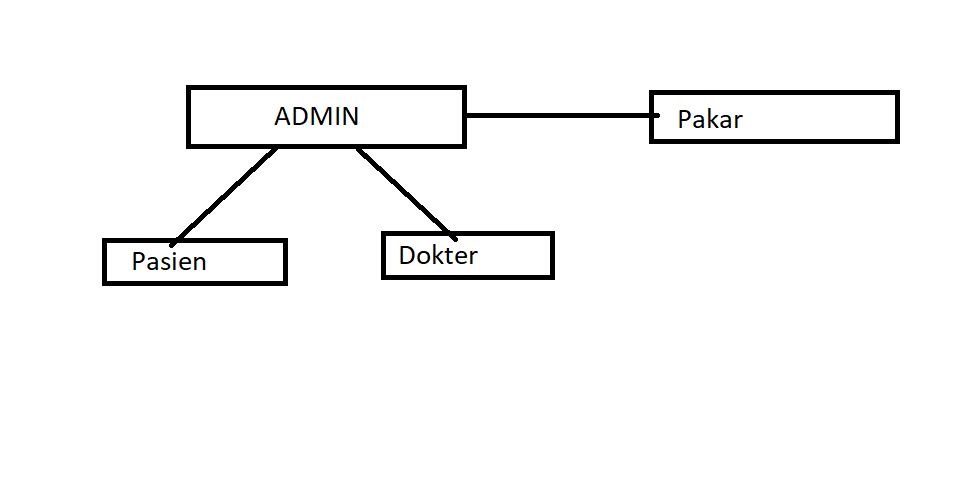 ADMIN
Pakar
Pasien
Dokter